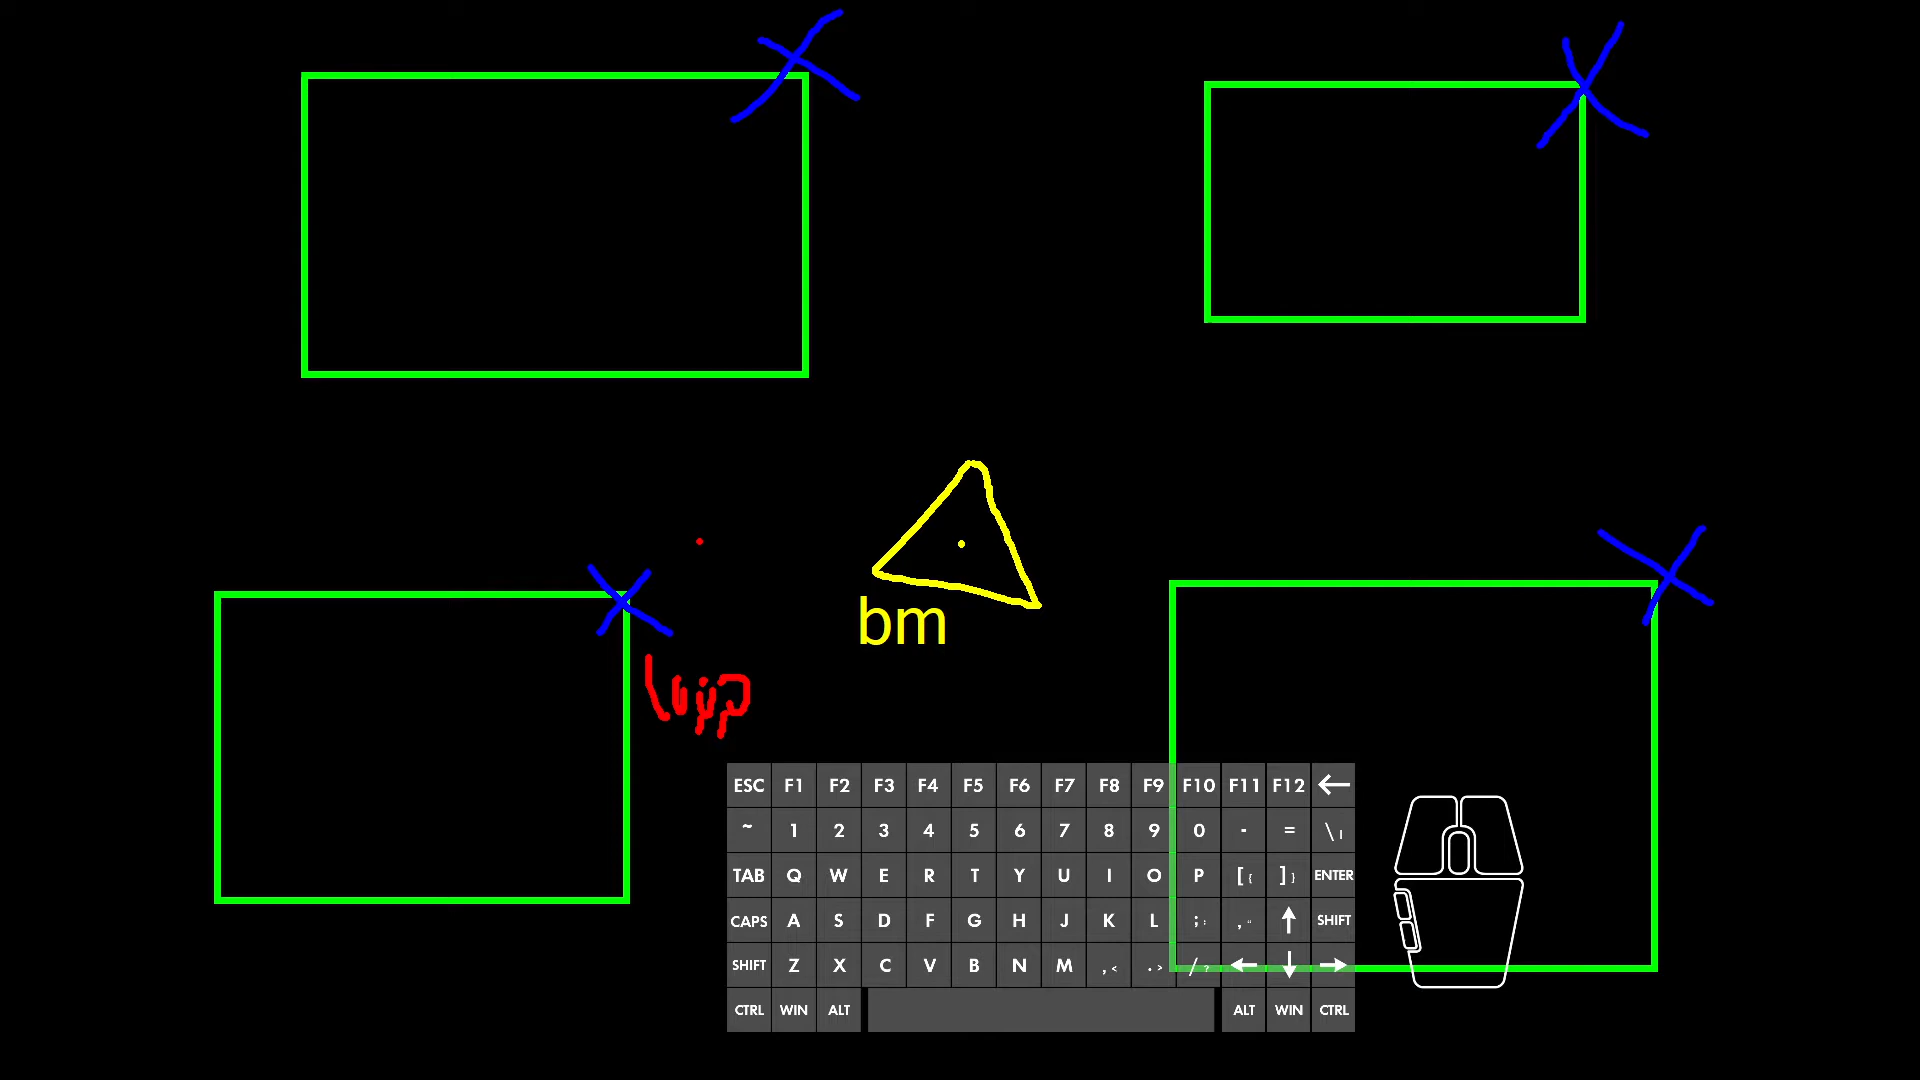 bm
ESC F1 F2 F3 F4 F5 F6 F7 F8 F9 F10 F11 F12 ←
~ 1 2 3 4 5 6 7 8 9 0 - = \ |
TAB Q W E R T Y U I O P [ { ] } ENTER
CAPS A S D F G H J K L ; : , " ↑ SHIFT
SHIFT Z X C V B N M , < . > / ? ← ↓ →
CTRL WIN ALT ALT WIN CTRL